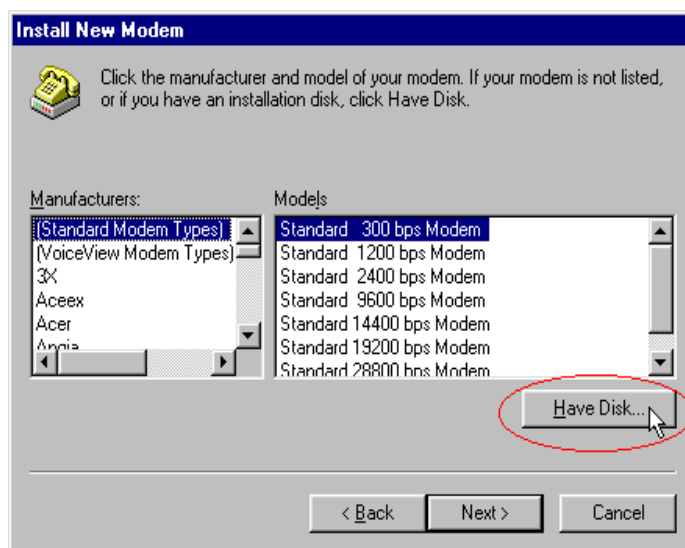 Install New Modem
Click the manufacturer and model of your modem. If your modem is not listed,
or if you have an installation disk, click Have Disk.
Manufacturers:
(Standard Modem Types)
(VoiceView Modem Types)
3X
Aceex
Acer
Angia
Models
Standard 300 bps Modem
Standard 1200 bps Modem
Standard 2400 bps Modem
Standard 9600 bps Modem
Standard 14400 bps Modem
Standard 19200 bps Modem
Standard 28800 bps Modem
Have Disk...
< Back
Next >
Cancel